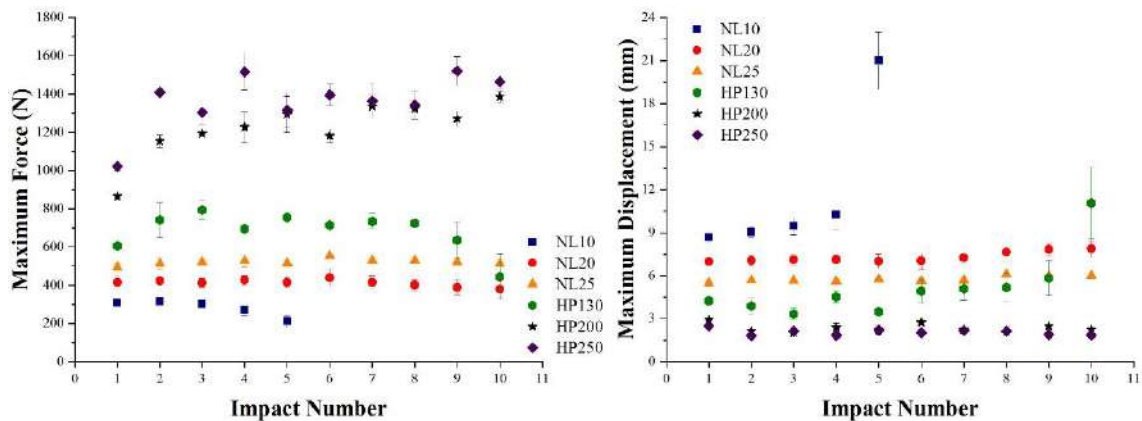 1800
1600
1400
1200
1000
800
600
400
200
0
Maximum Force (N)
0 1 2 3 4 5 6 7 8 9 10 11
Impact Number
NL10
NL20
NL25
HP130
HP200
HP250
24
21
18
15
12
9
6
3
0
Maximum Displacement (mm)
NL10
NL20
NL25
HP130
HP200
HP250
0 1 2 3 4 5 6 7 8 9 10 11
Impact Number